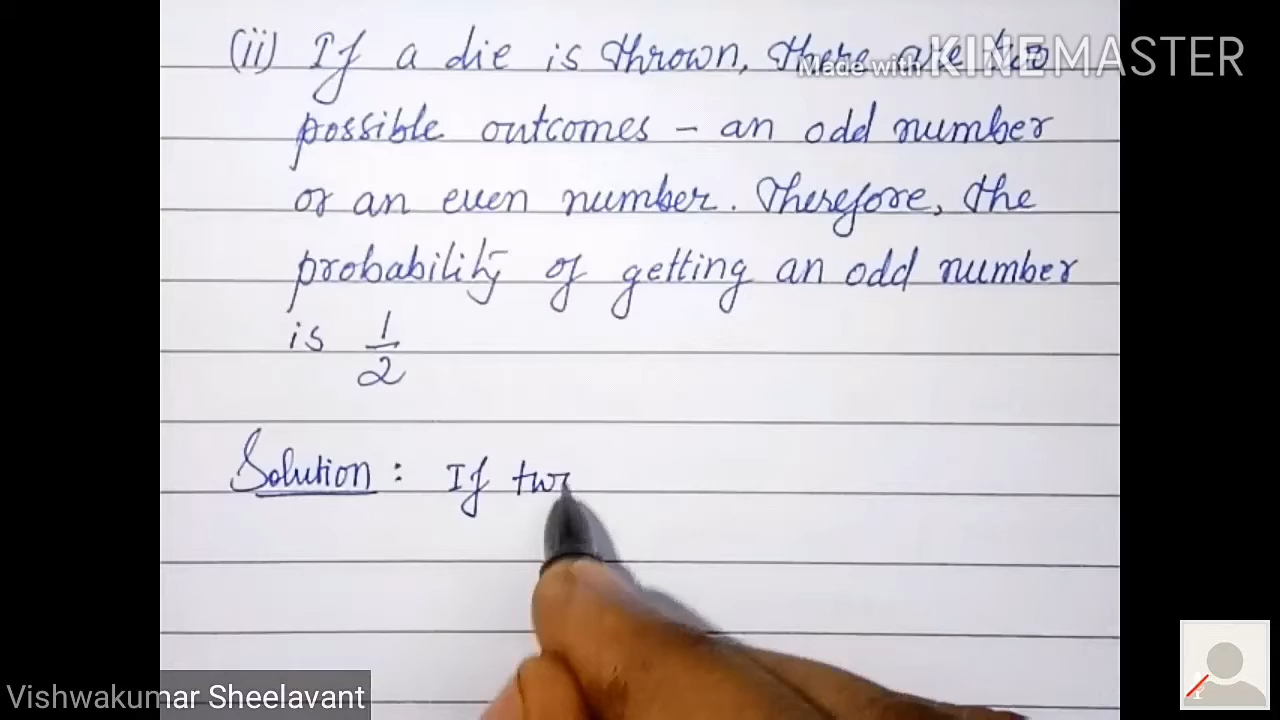 (ii) If a die is thrown, there are two
Made with KINEMASTER
possible outcomes - an odd number
or an even number. Therefore, the
probability of getting an odd number
is 1/2
Solution : If two
Vishwakumar Sheelavant